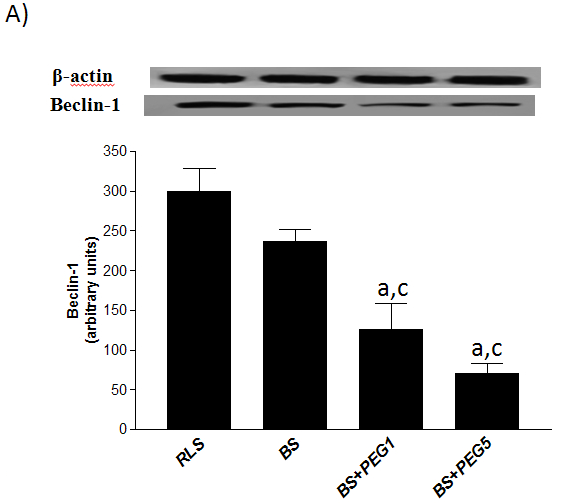 A)
β-actin
Beclin-1
350
300
250
200
150
100
50
0
Beclin-1
(arbitrary units)
a,c
a,c
RLS
BS
BS+PEG1
BS+PEG5